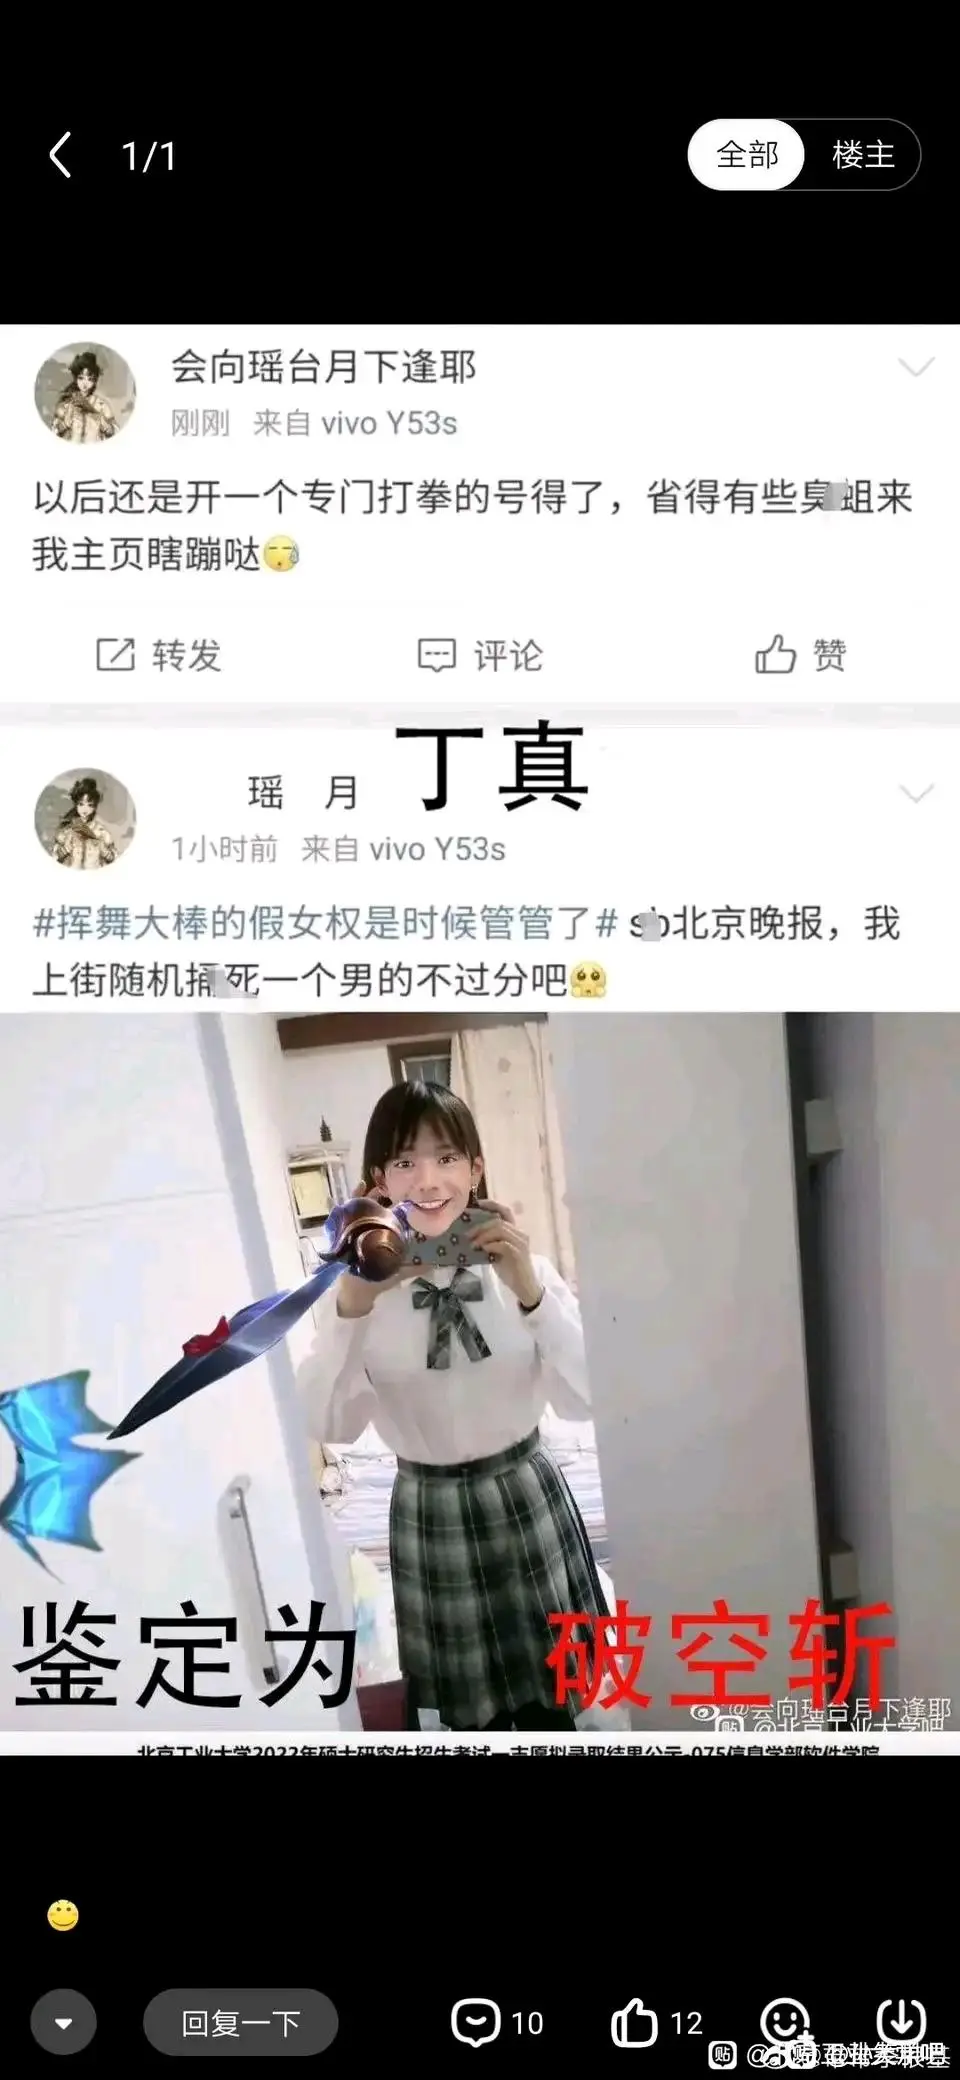 1/1
全部
楼主
会向瑶台月下逢耶
刚刚 来自 vivo Y53s
以后还是开一个专门打拳的号得了，省得有些臭蛆来
我主页瞎蹦哒
转发
评论
赞
丁真
瑶 月
1小时前 来自 vivo Y53s
#挥舞大棒的假女权是时候管管了# sb北京晚报，我
上街随机捅死一个男的不过分吧
鉴定为
破空斩
@会向瑶台月下逢耶
@北京工业大学吧
北京工业大学2022年硕士研究生招生考试一志愿拟录取结果公示-075信息学部软件学院
回复一下
10
12
贴